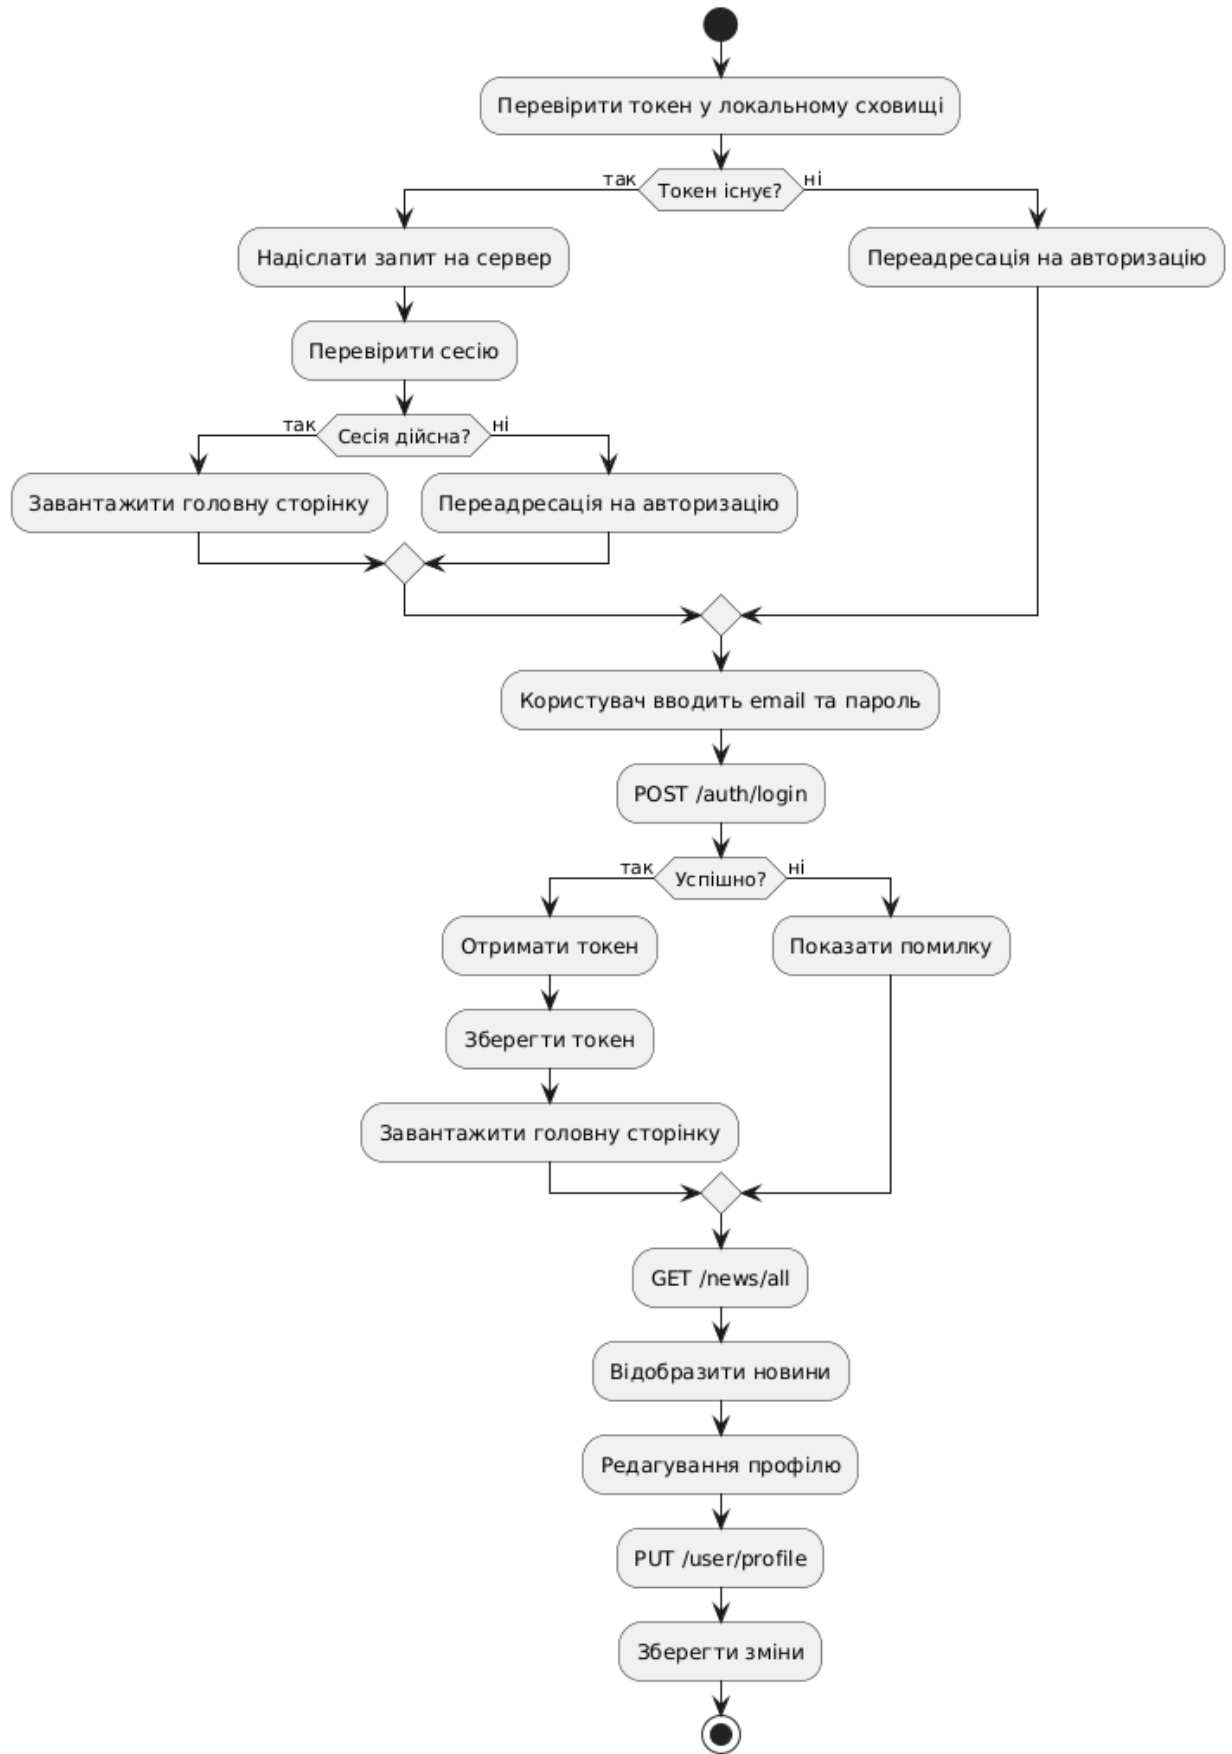 Перевірити токен у локальному сховищі
так
Токен існує?
ні
Надіслати запит на сервер
Переадресація на авторизацію
Перевірити сесію
так
Сесія дійсна?
ні
Завантажити головну сторінку
Переадресація на авторизацію
Користувач вводить email та пароль
POST /auth/login
так
Успішно?
ні
Отримати токен
Показати помилку
Зберегти токен
Завантажити головну сторінку
GET /news/all
Відобразити новини
Редагування профілю
PUT /user/profile
Зберегти зміни